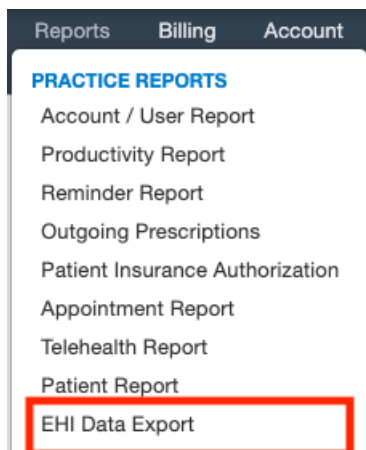 Reports Billing Account
PRACTICE REPORTS
Account / User Report
Productivity Report
Reminder Report
Outgoing Prescriptions
Patient Insurance Authorization
Appointment Report
Telehealth Report
Patient Report
EHI Data Export